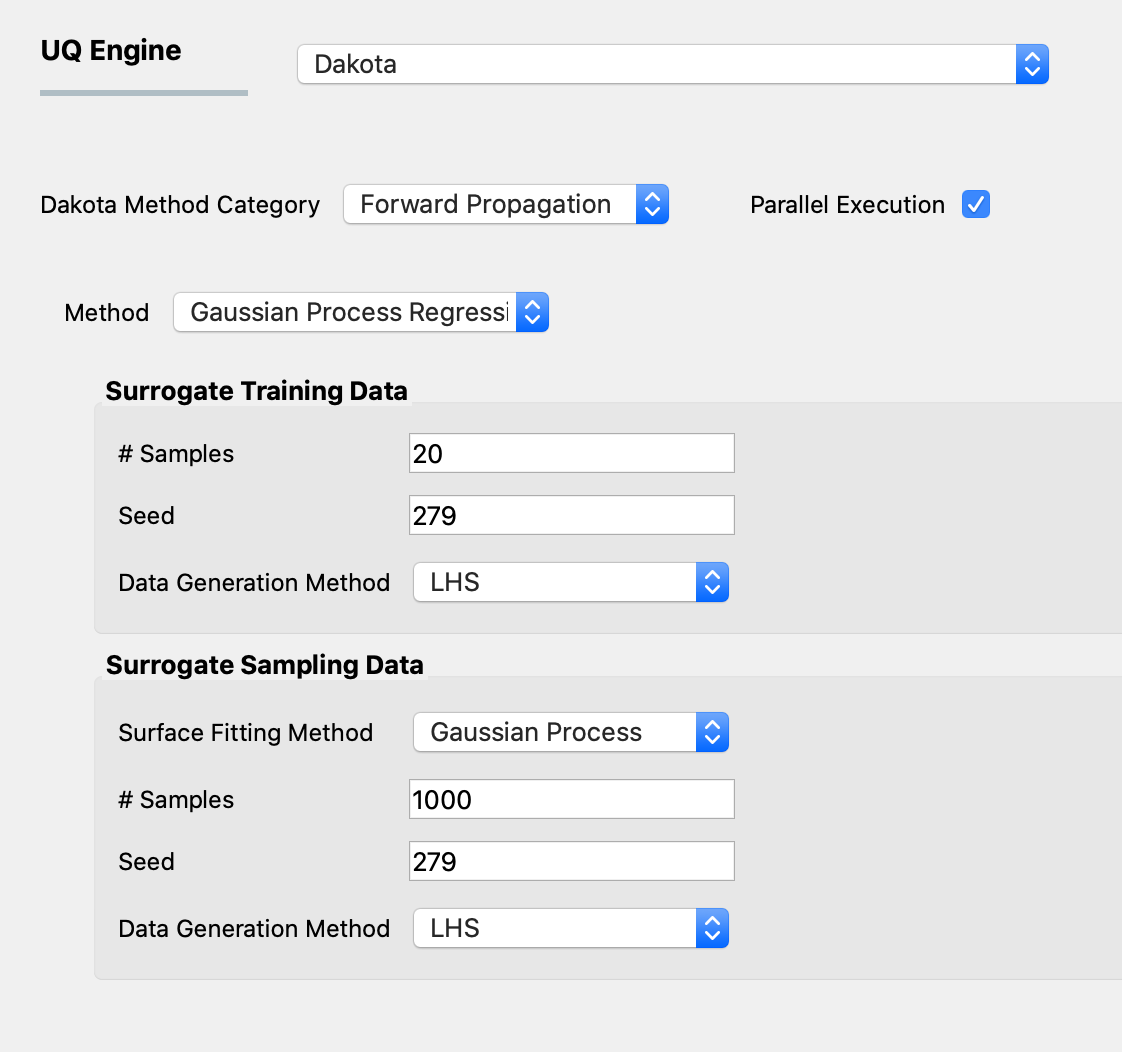 UQ Engine
Dakota
Dakota Method Category Forward Propagation Parallel Execution
Method Gaussian Process Regressi
Surrogate Training Data
# Samples 20
Seed 279
Data Generation Method LHS
Surrogate Sampling Data
Surface Fitting Method Gaussian Process
# Samples 1000
Seed 279
Data Generation Method LHS